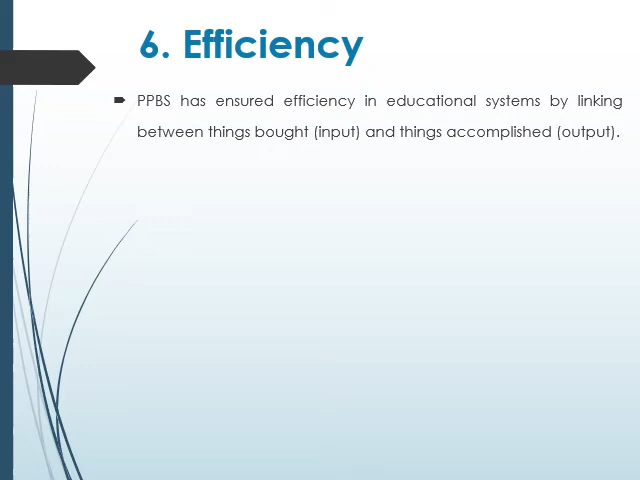 6. Efficiency
PPBS has ensured efficiency in educational systems by linking
between things bought (input) and things accomplished (output).